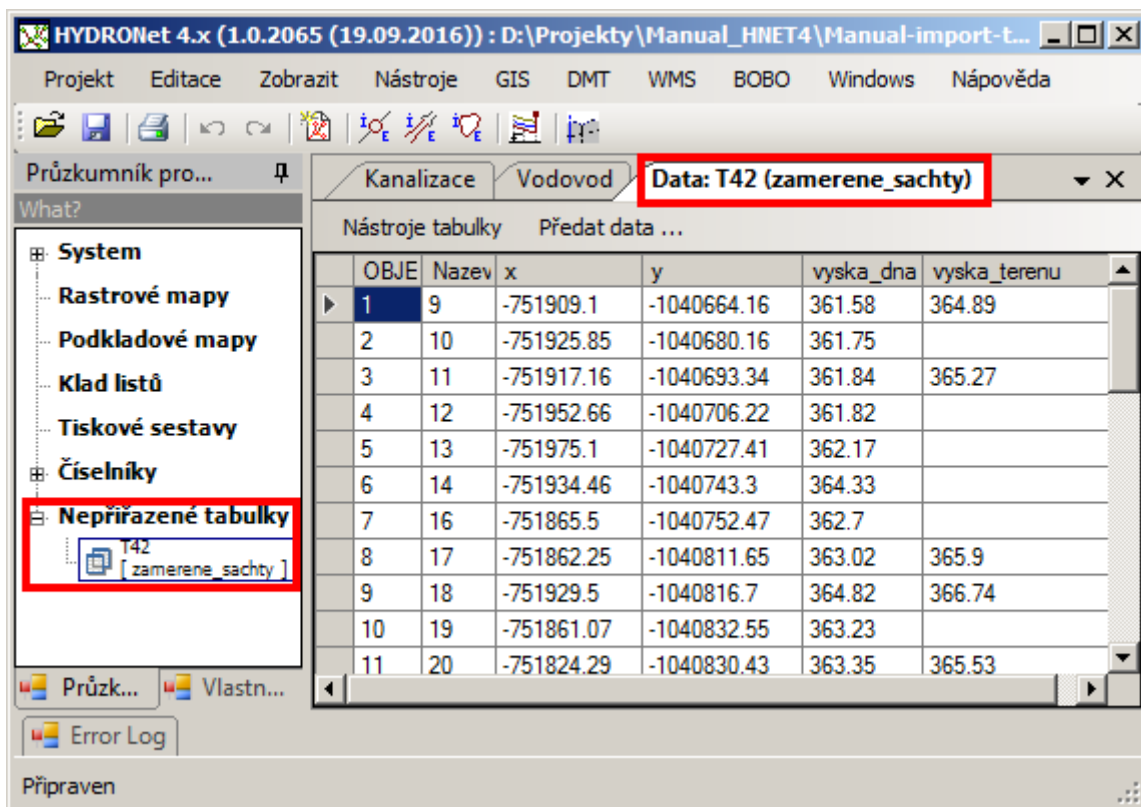 HYDRONet 4.x (1.0.2065 (19.09.2016)) : D:\Projekty\Manual_HNET4\Manual-import-t...
Projekt Editace Zobrazit Nástroje GIS DMT WMS BOBO Windows Nápověda
Průzkumník pro...
What?
System
Rastrové mapy
Podkladové mapy
Klad listů
Tiskové sestavy
Číselníky
Nepřiřazené tabulky
T42
[ zamerene_sachty ]
Průzk... Vlastn...
Kanalizace Vodovod Data: T42 (zamerene_sachty)
Nástroje tabulky Předat data ...
OBJE Nazev x y vyska_dna vyska_terenu
1 9 -751909.1 -1040664.16 361.58 364.89
2 10 -751925.85 -1040680.16 361.75
3 11 -751917.16 -1040693.34 361.84 365.27
4 12 -751952.66 -1040706.22 361.82
5 13 -751975.1 -1040727.41 362.17
6 14 -751934.46 -1040743.3 364.33
7 16 -751865.5 -1040752.47 362.7
8 17 -751862.25 -1040811.65 363.02 365.9
9 18 -751929.5 -1040816.7 364.82 366.74
10 19 -751861.07 -1040832.55 363.23
11 20 -751824.29 -1040830.43 363.35 365.53
Error Log
Připraven